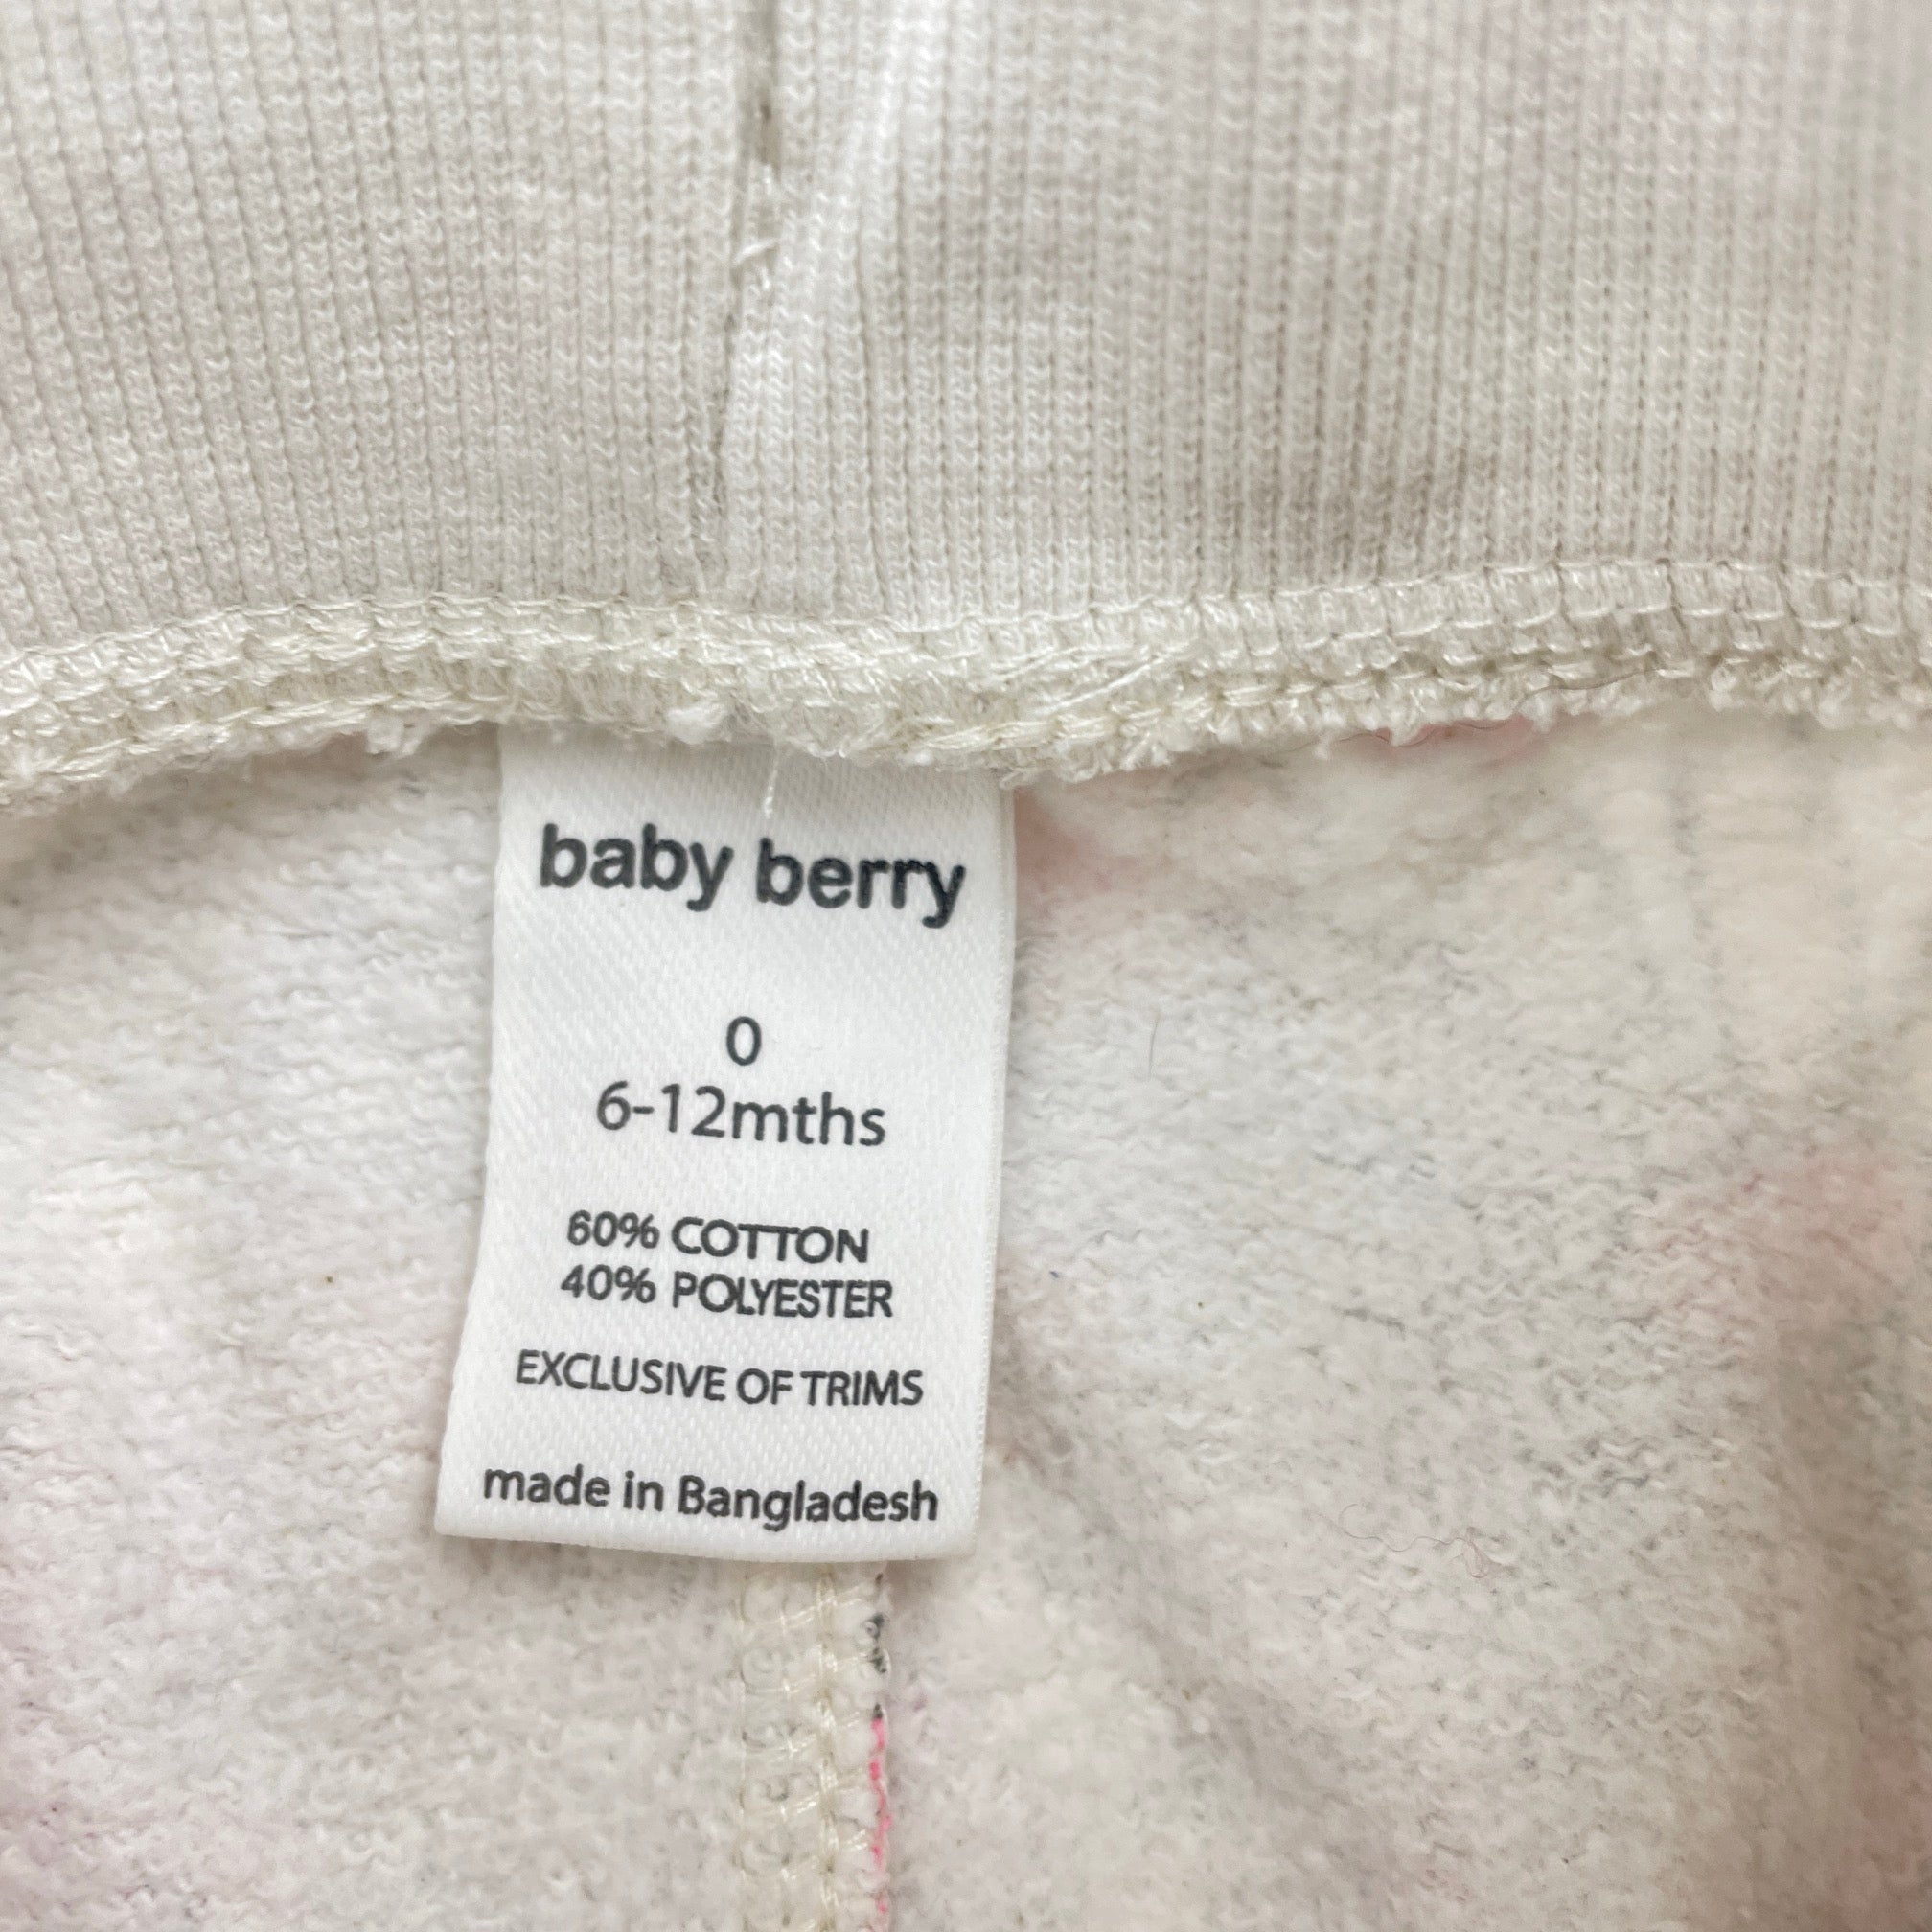 baby berry
0
6-12mths
60% COTTON
40% POLYESTER
EXCLUSIVE OF TRIMS
made in Bangladesh